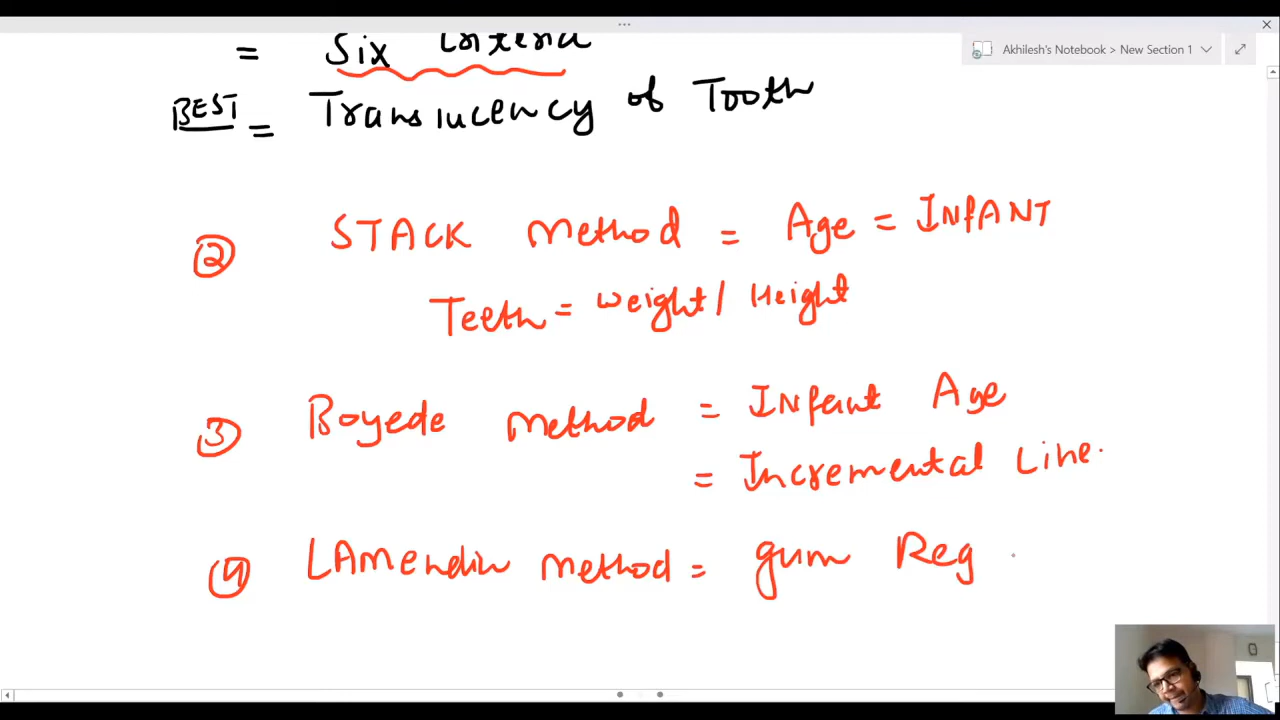 = Six Criteria
Akhilesh's Notebook > New Section 1
BEST = Translucency of Tooth
② STACK Method = Age = INFANT
Teeth = Weight / Height
③ Boyede Method = INfant Age
= Incremental Line.
④ LAMendin Method = gum Reg